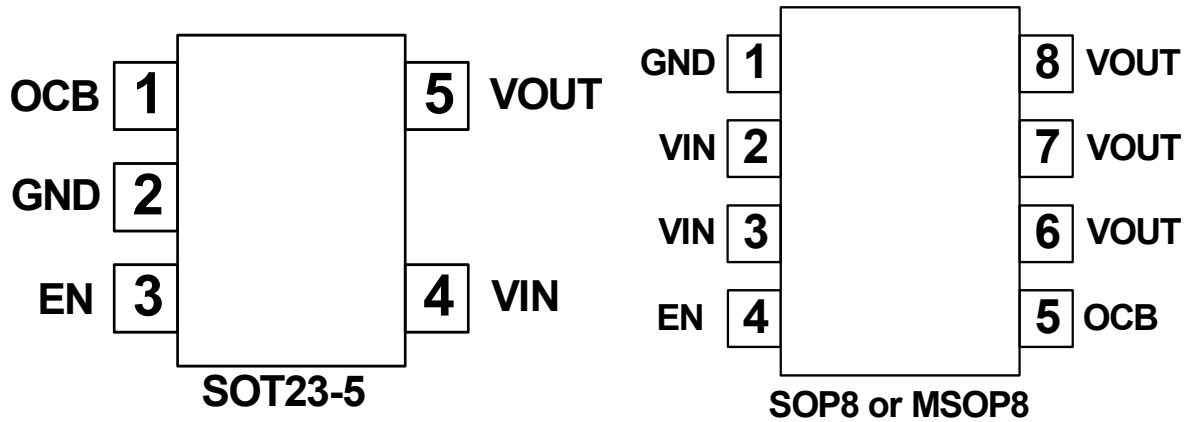 OCB 1 5 VOUT
GND 2
EN 3 4 VIN
SOT23-5
GND 1 8 VOUT
VIN 2 7 VOUT
VIN 3 6 VOUT
EN 4 5 OCB
SOP8 or MSOP8